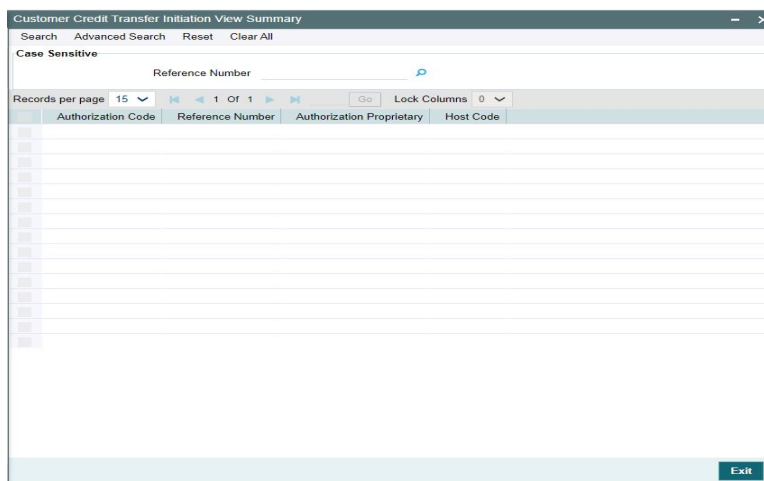 Customer Credit Transfer Initiation View Summary
Search Advanced Search Reset Clear All
Case Sensitive
Reference Number
Records per page 15 1 Of 1 Go Lock Columns 0
Authorization Code Reference Number Authorization Proprietary Host Code
Exit